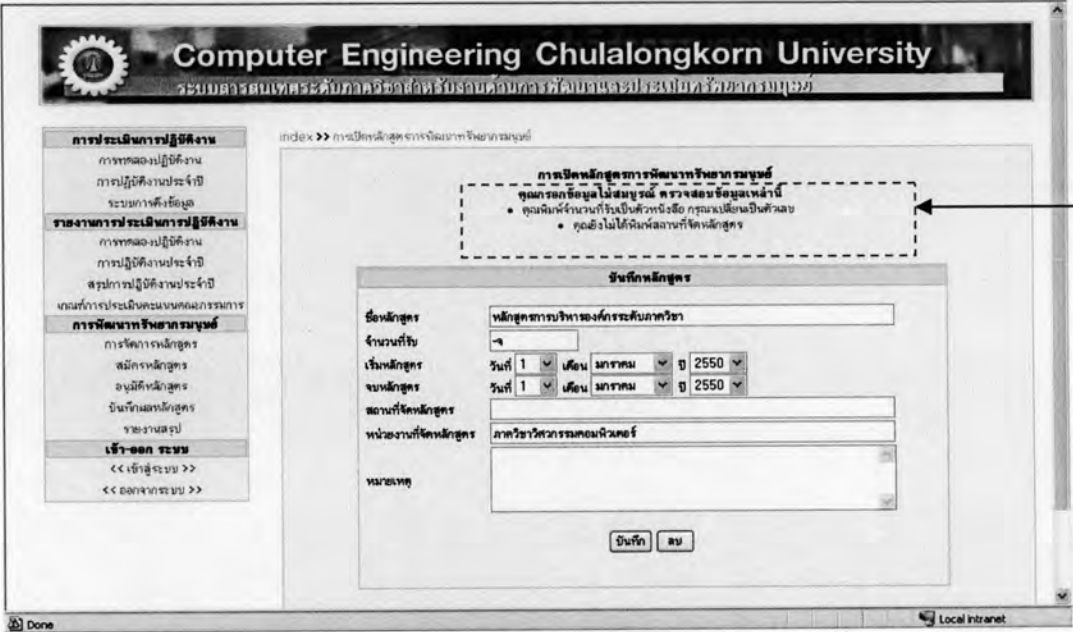 Computer Engineering Chulalongkorn University
ระบบสารสนเทศระดับภาควิชาสำหรับงานด้านการพัฒนาและประเมินทรัพยากรมนุษย์
index >> การเปิดหลักสูตรการพัฒนาทรัพยากรมนุษย์
การประเมินการปฏิบัติงาน
การทดลองปฏิบัติงาน
การปฏิบัติงานประจำปี
ระบบการดึงข้อมูล
รายงานการประเมินการปฏิบัติงาน
การทดลองปฏิบัติงาน
การปฏิบัติงานประจำปี
สรุปการปฏิบัติงานประจำปี
เกณฑ์การประเมินคะแนนคณะกรรมการ
การพัฒนาทรัพยากรมนุษย์
การจัดการหลักสูตร
สมัครหลักสูตร
อนุมัติหลักสูตร
บันทึกผลหลักสูตร
รายงานสรุป
เข้า-ออก ระบบ
<< เข้าสู่ระบบ >>
<< ออกจากระบบ >>
การเปิดหลักสูตรการพัฒนาทรัพยากรมนุษย์
คุณกรอกข้อมูลไม่สมบูรณ์ ตรวจสอบข้อมูลเหล่านี้
• คุณพิมพ์จำนวนที่รับเป็นตัวหนังสือ กรุณาเปลี่ยนเป็นตัวเลข
• คุณยังไม่ได้พิมพ์สถานที่จัดหลักสูตร
บันทึกหลักสูตร
ชื่อหลักสูตร หลักสูตรการบริหารองค์กรระดับภาควิชา
จำนวนที่รับ -จ
เริ่มหลักสูตร วันที่ 1 เดือน มกราคม ปี 2550
จบหลักสูตร วันที่ 1 เดือน มกราคม ปี 2550
สถานที่จัดหลักสูตร
หน่วยงานที่จัดหลักสูตร ภาควิชาวิศวกรรมคอมพิวเตอร์
หมายเหตุ
บันทึก ลบ
Done Local intranet